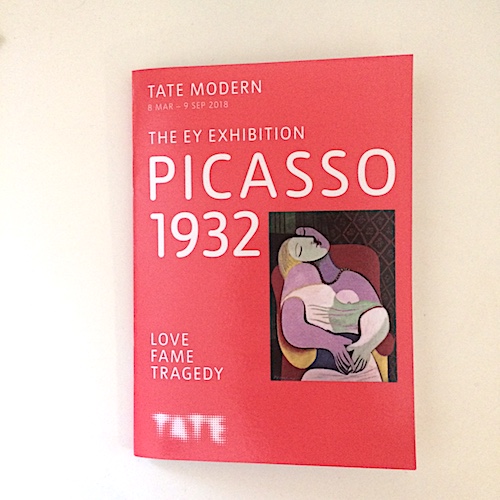 TATE MODERN
8 MAR – 9 SEP 2018
THE EY EXHIBITION
PICASSO
1932
LOVE
FAME
TRAGEDY
TATE